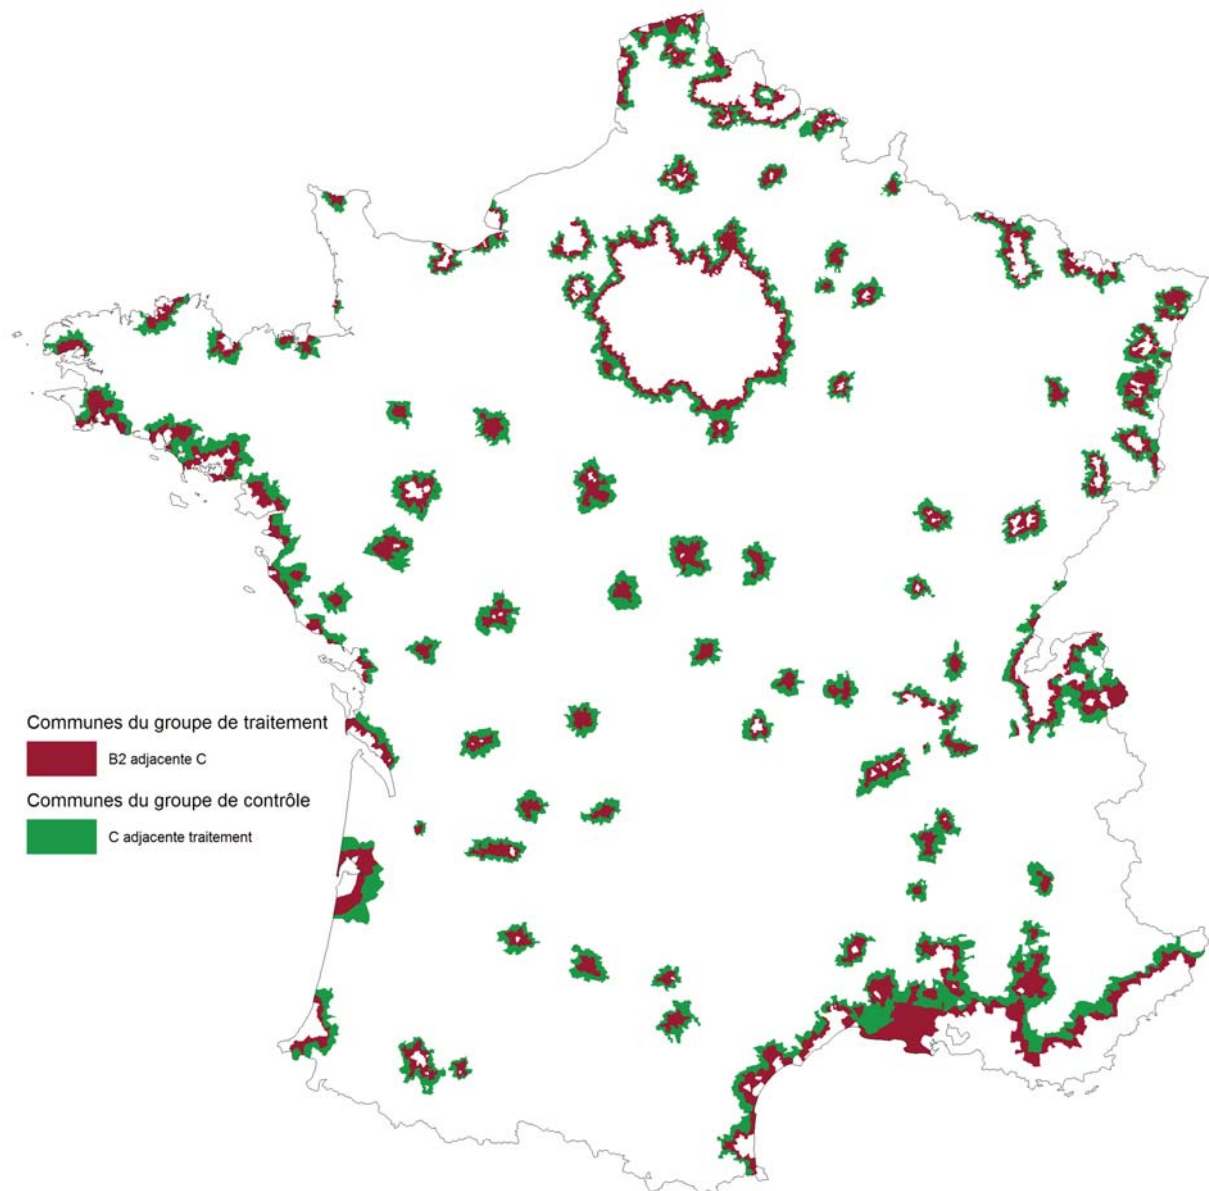 Communes du groupe de traitement
B2 adjacente C
Communes du groupe de contrôle
C adjacente traitement